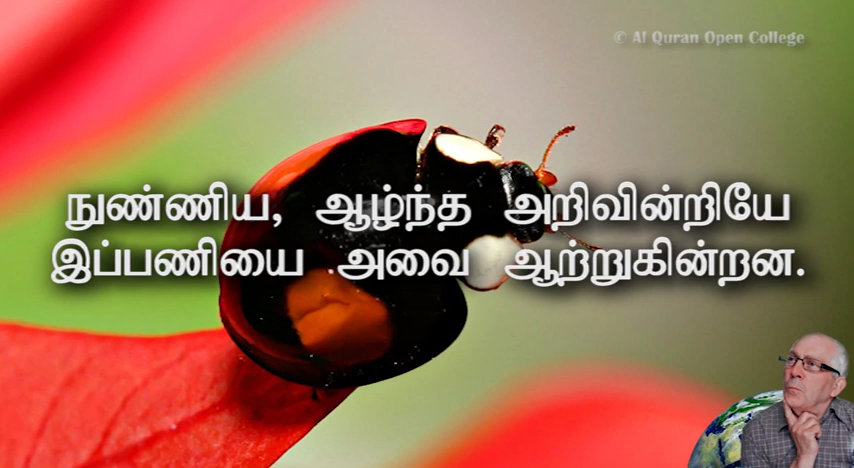 © Al Quran Open College
நுண்ணிய, ஆழ்ந்த அறிவின்றியே
இப்பணியை அவை ஆற்றுகின்றன.